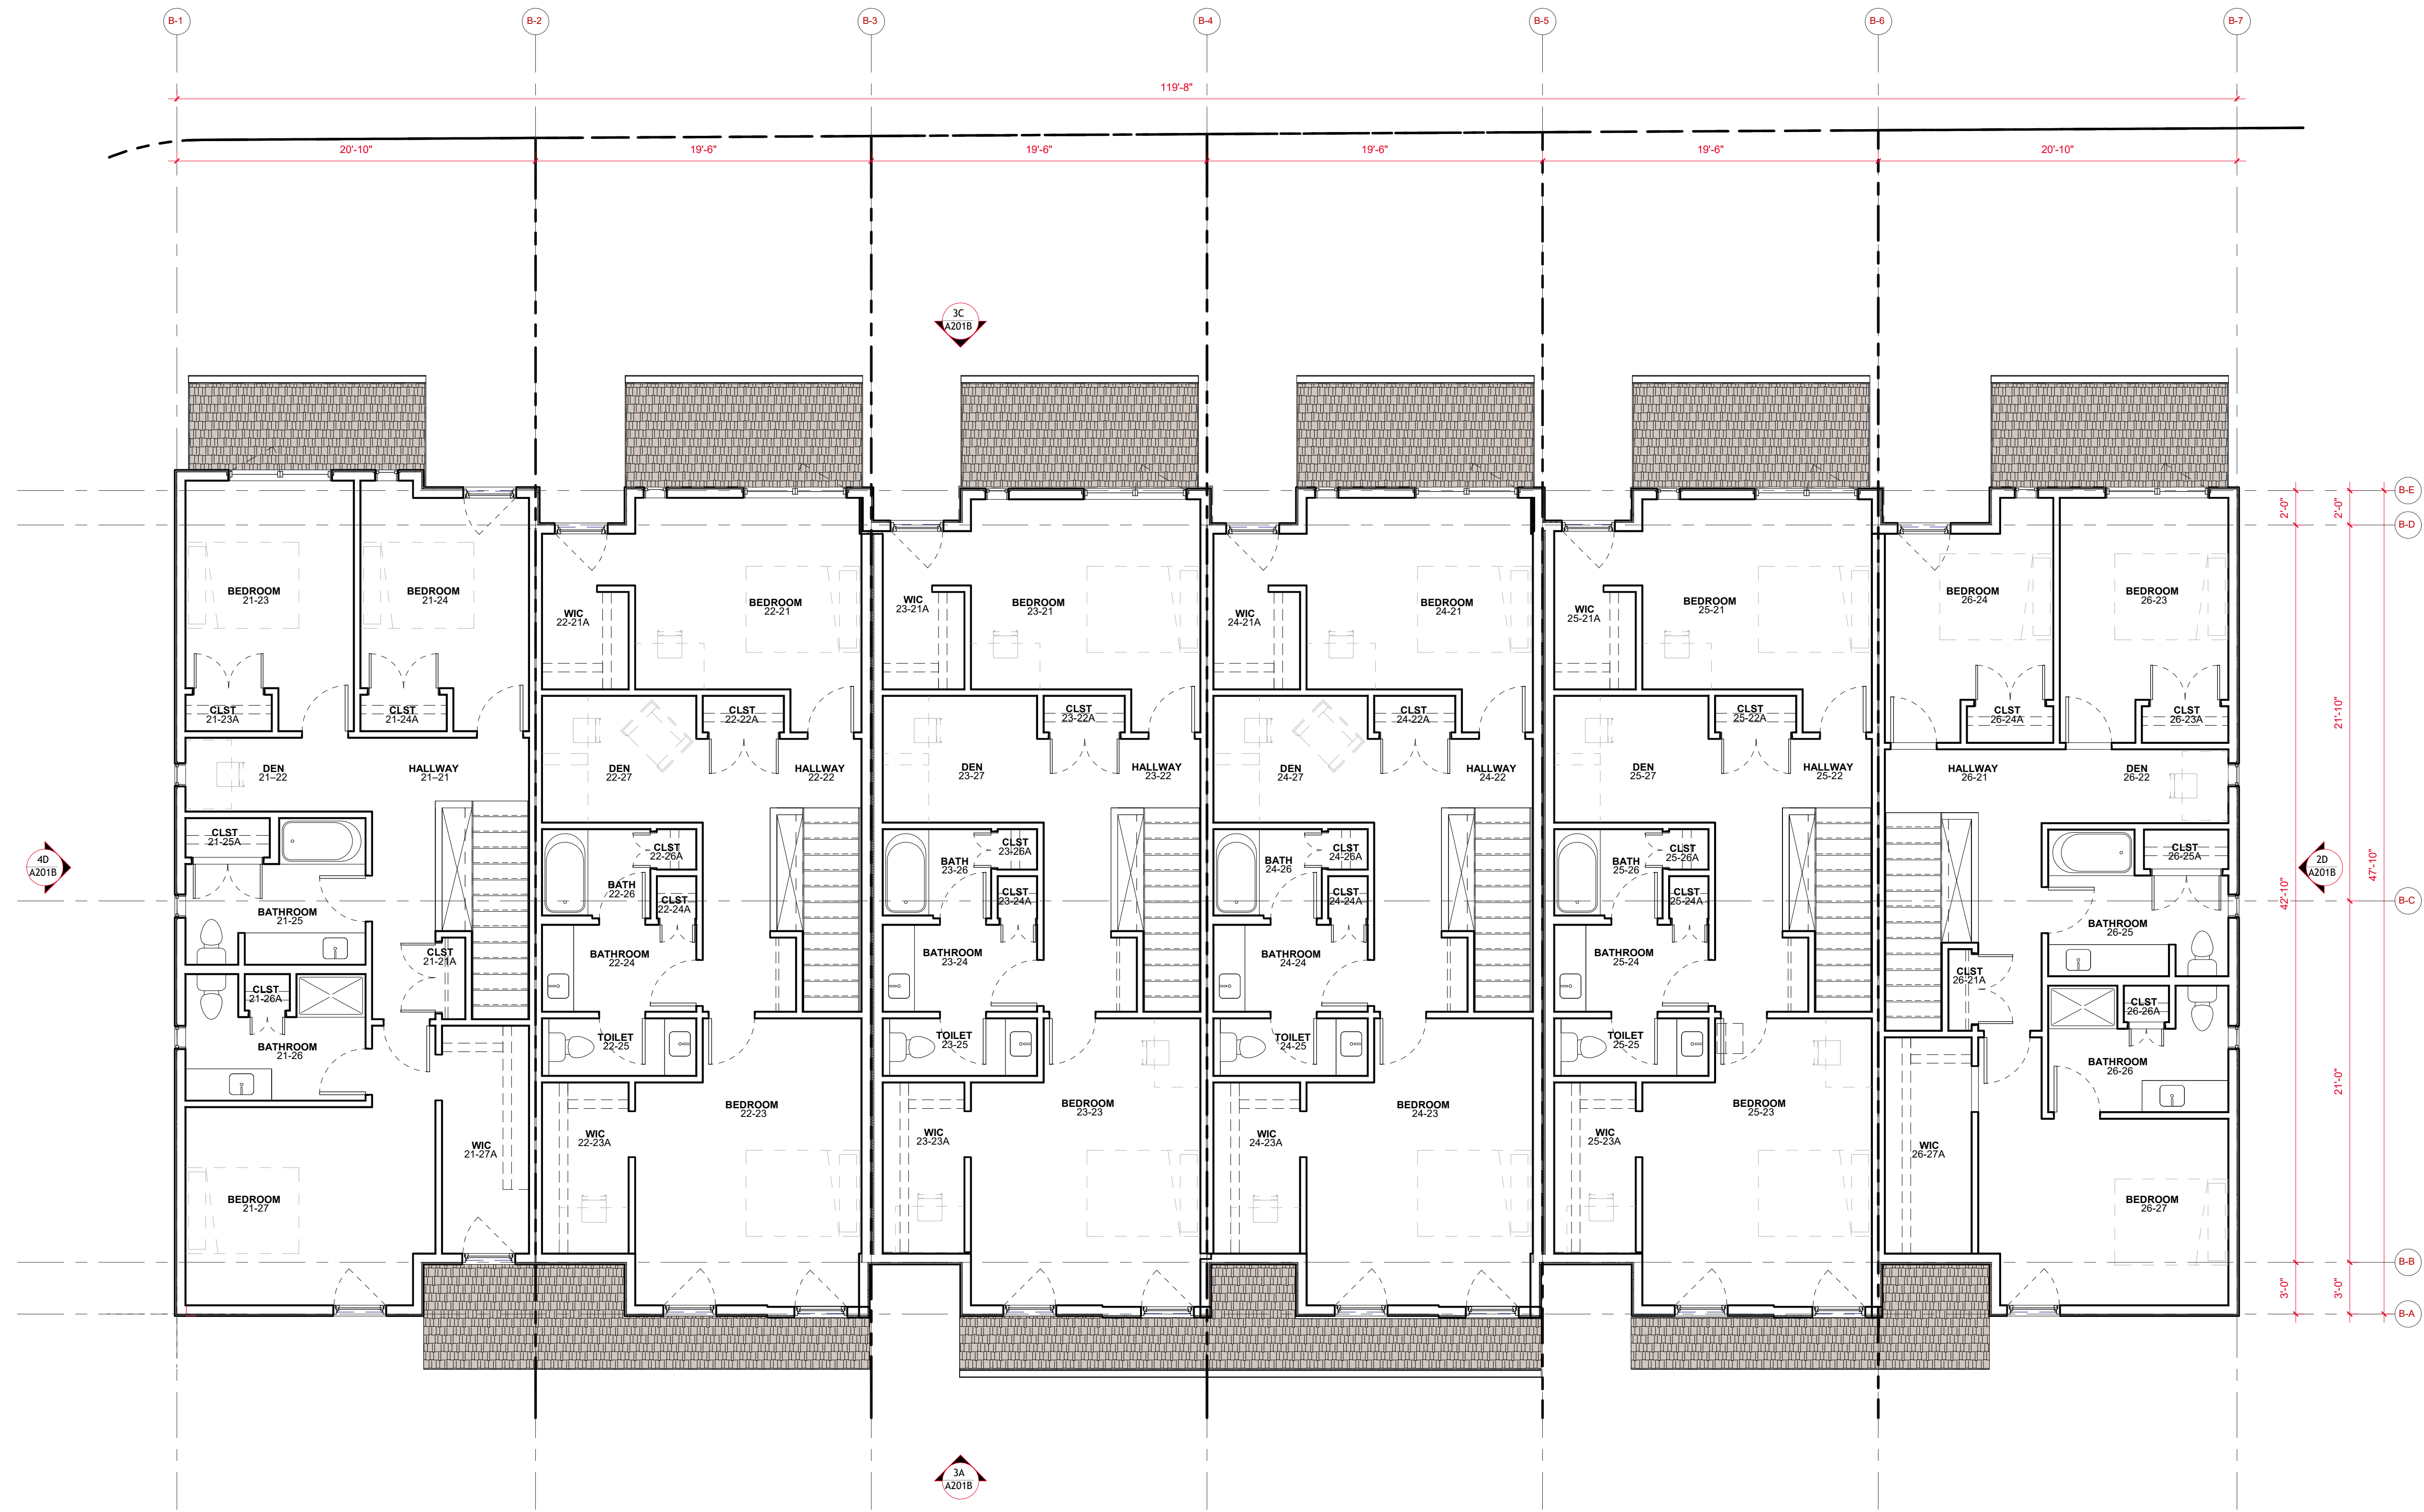 B-1
B-2
B-3
B-4
B-5
B-6
B-7
119'-8"
20'-10"
19'-6"
19'-6"
19'-6"
19'-6"
20'-10"
3C
A201B
B-E
2'-0"
2'-0"
B-D
BEDROOM
21-23
BEDROOM
21-24
WIC
22-21A
BEDROOM
22-21
WIC
23-21A
BEDROOM
23-21
WIC
24-21A
BEDROOM
24-21
WIC
25-21A
BEDROOM
25-21
BEDROOM
26-24
BEDROOM
26-23
CLST
21-23A
CLST
21-24A
CLST
22-22A
CLST
23-22A
CLST
24-22A
CLST
25-22A
CLST
26-24A
CLST
26-23A
21'-10"
DEN
21–22
HALLWAY
21–21
DEN
22-27
HALLWAY
22-22
DEN
23-27
HALLWAY
23-22
DEN
24-27
HALLWAY
24-22
DEN
25-27
HALLWAY
25-22
HALLWAY
26-21
DEN
26-22
4D
A201B
CLST
21-25A
CLST
22-26A
CLST
23-26A
CLST
24-26A
CLST
25-26A
CLST
26-25A
2D
A201B
47'-10"
42'-10"
BATH
22-26
BATH
23-26
BATH
24-26
BATH
25-26
CLST
22-24A
CLST
23-24A
CLST
24-24A
CLST
25-24A
B-C
BATHROOM
21-25
BATHROOM
26-25
CLST
21-21A
BATHROOM
22-24
BATHROOM
23-24
BATHROOM
24-24
BATHROOM
25-24
CLST
26-21A
CLST
21-26A
CLST
26-26A
BATHROOM
21-26
TOILET
22-25
TOILET
23-25
TOILET
24-25
TOILET
25-25
BATHROOM
26-26
21'-0"
BEDROOM
22-23
BEDROOM
23-23
BEDROOM
24-23
BEDROOM
25-23
WIC
21-27A
WIC
22-23A
WIC
23-23A
WIC
24-23A
WIC
25-23A
WIC
26-27A
BEDROOM
21-27
BEDROOM
26-27
B-B
3'-0"
3'-0"
B-A
3A
A201B